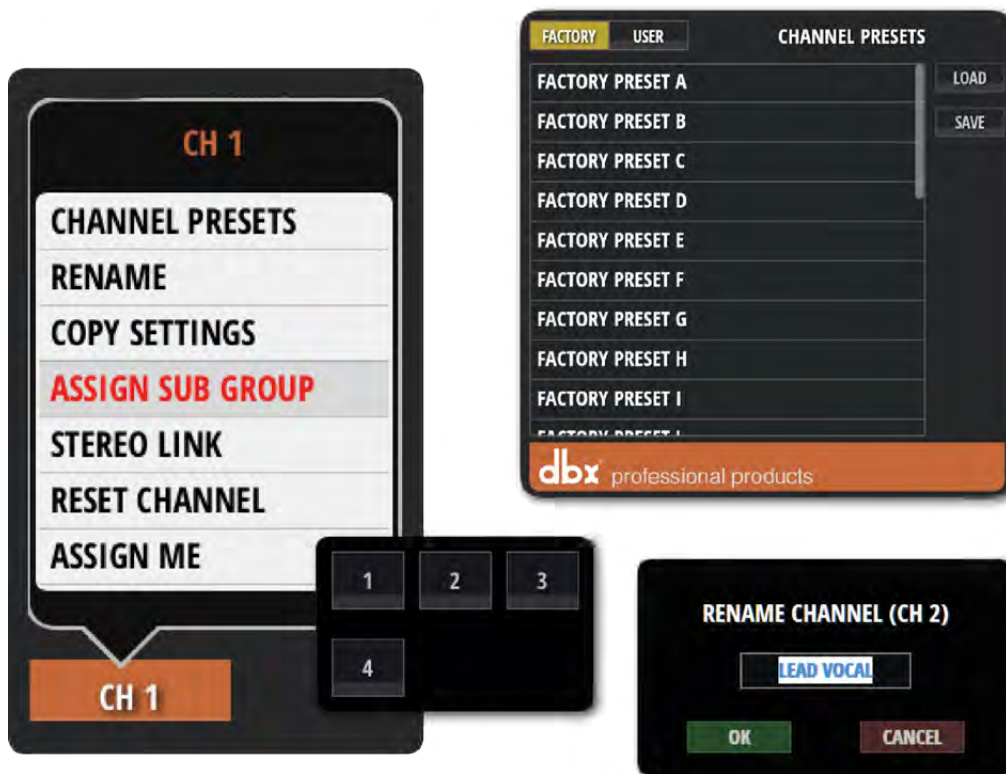 CH 1
CHANNEL PRESETS
RENAME
COPY SETTINGS
ASSIGN SUB GROUP
STEREO LINK
RESET CHANNEL
ASSIGN ME
CH 1
1 2 3
4
FACTORY USER CHANNEL PRESETS
LOAD
SAVE
FACTORY PRESET A
FACTORY PRESET B
FACTORY PRESET C
FACTORY PRESET D
FACTORY PRESET E
FACTORY PRESET F
FACTORY PRESET G
FACTORY PRESET H
FACTORY PRESET I
dbx professional products
RENAME CHANNEL (CH 2)
LEAD VOCAL
OK CANCEL